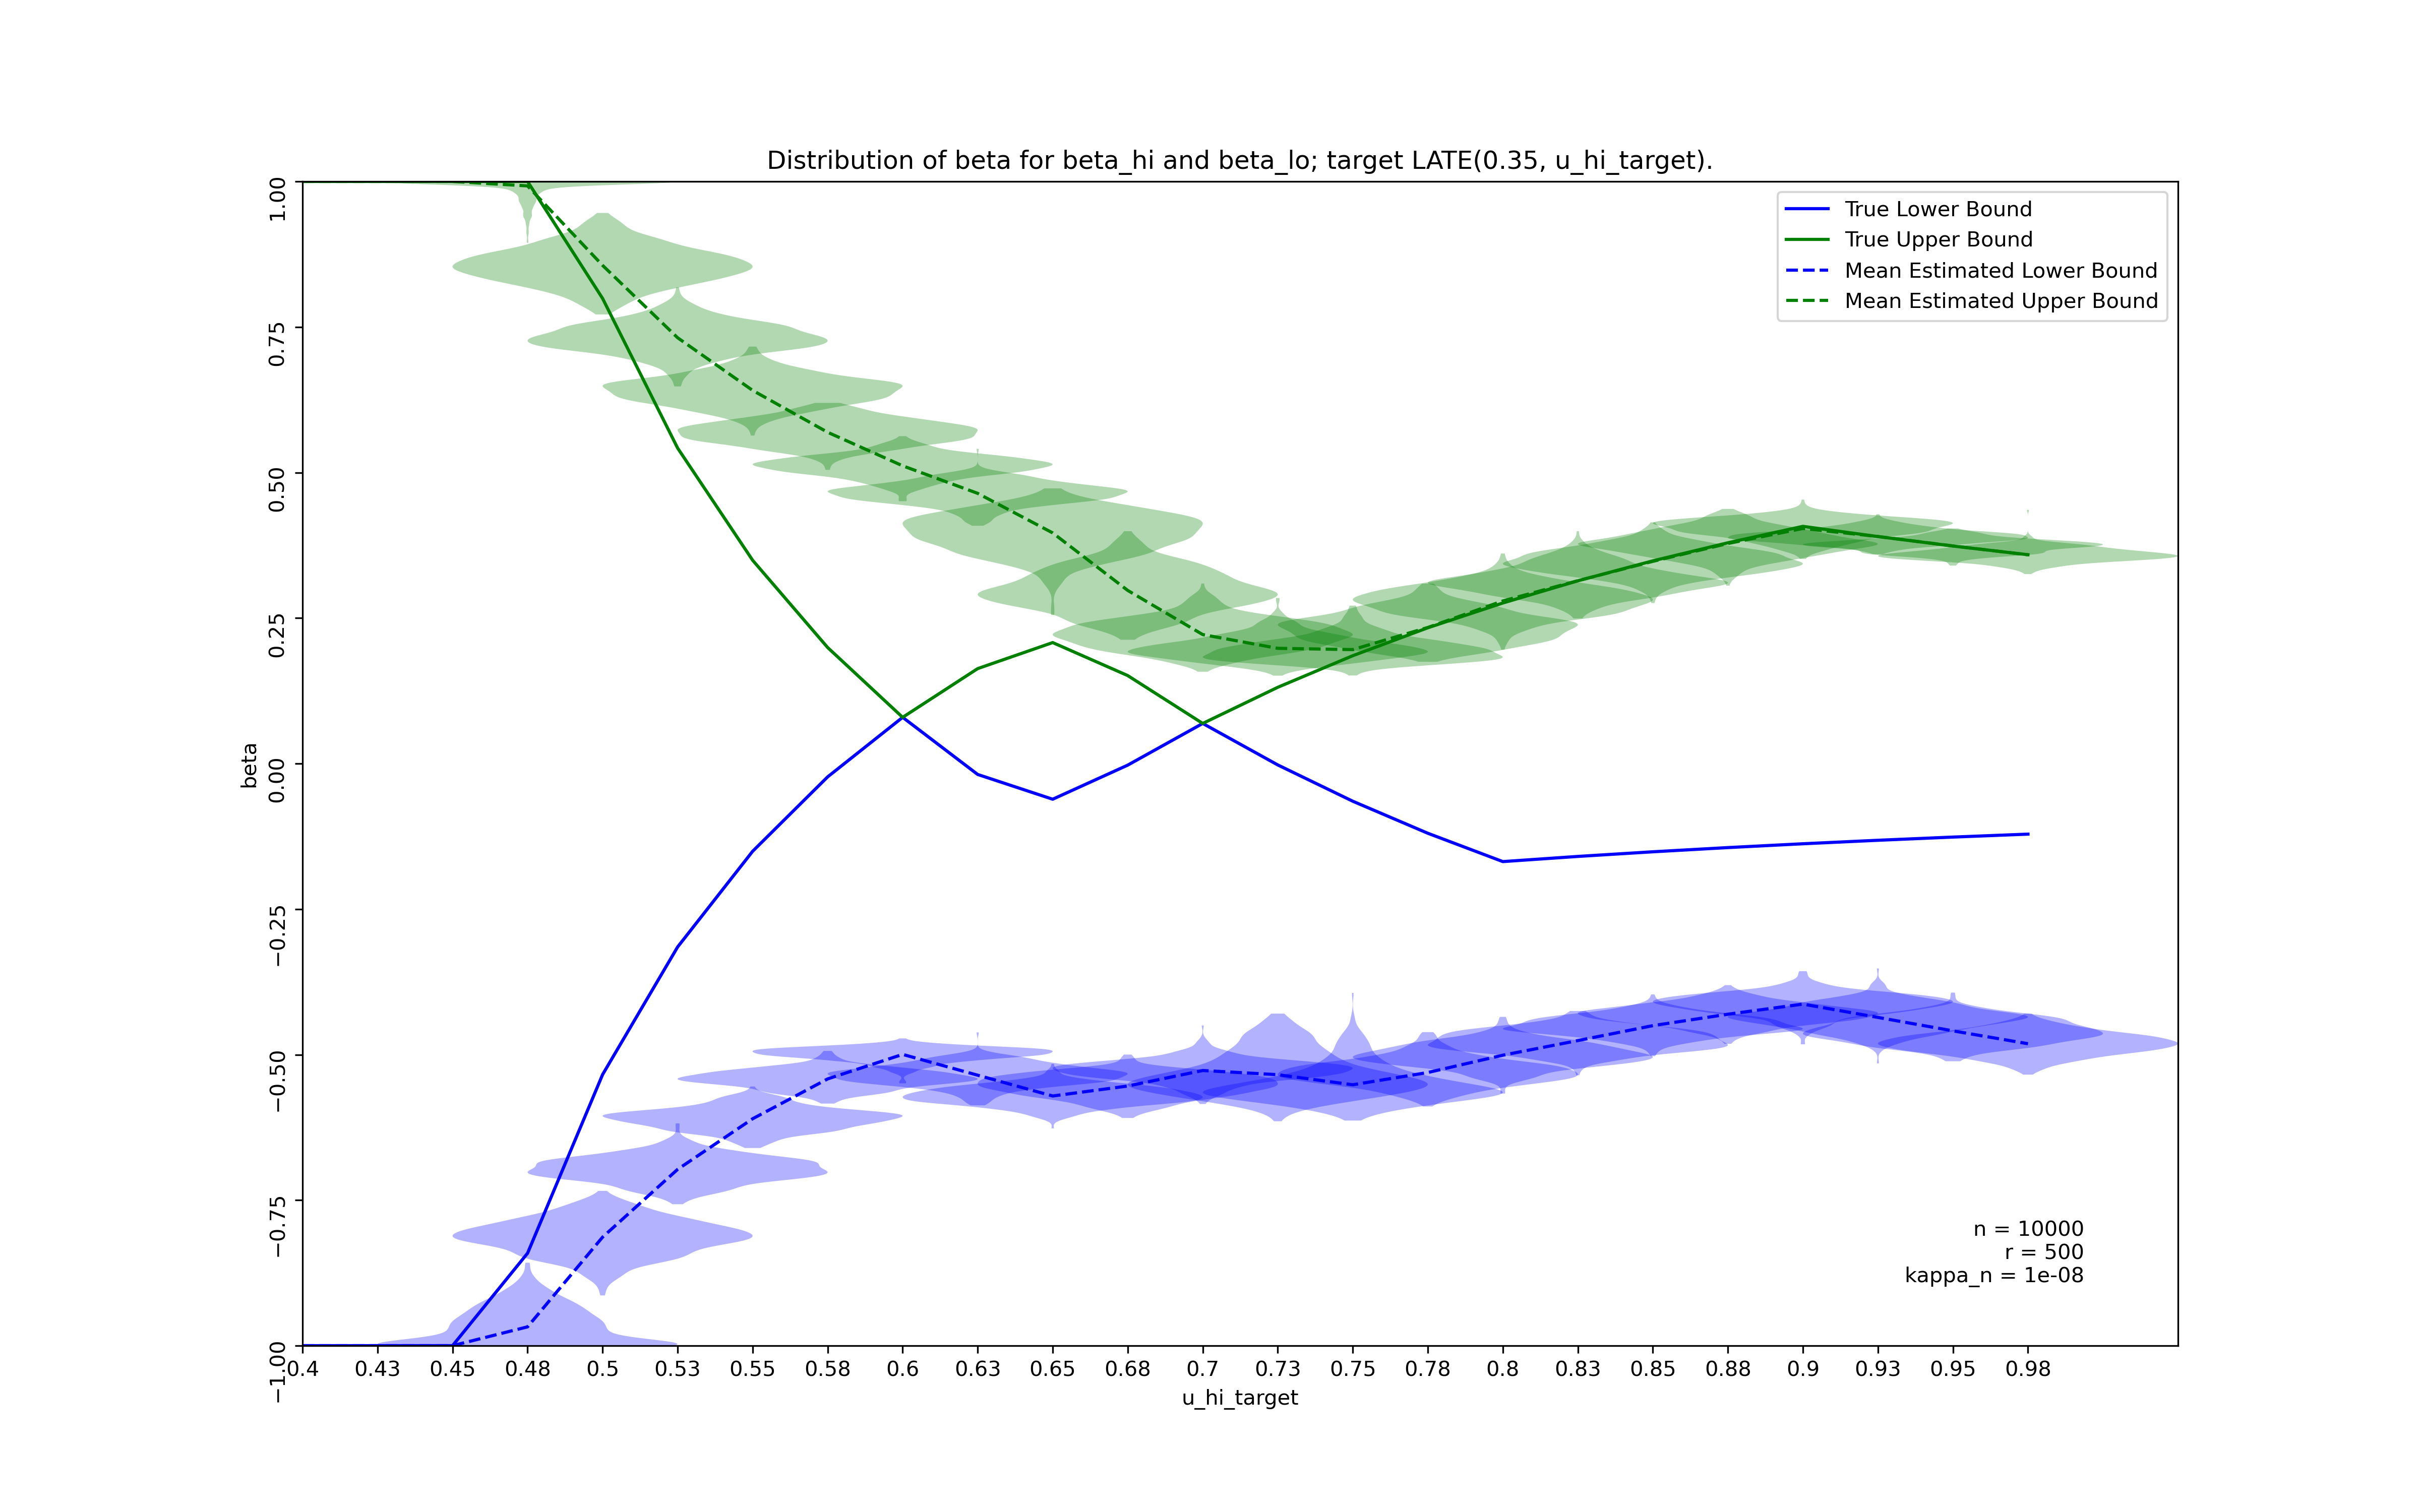 Distribution of beta for beta_hi and beta_lo; target LATE(0.35, u_hi_target).
True Lower Bound
True Upper Bound
Mean Estimated Lower Bound
Mean Estimated Upper Bound
1.00
0.75
0.50
0.25
0.00
−0.25
−0.50
−0.75
−1.00
beta
n = 10000
r = 500
kappa_n = 1e-08
0.4 0.43 0.45 0.48 0.5 0.53 0.55 0.58 0.6 0.63 0.65 0.68 0.7 0.73 0.75 0.78 0.8 0.83 0.85 0.88 0.9 0.93 0.95 0.98
u_hi_target